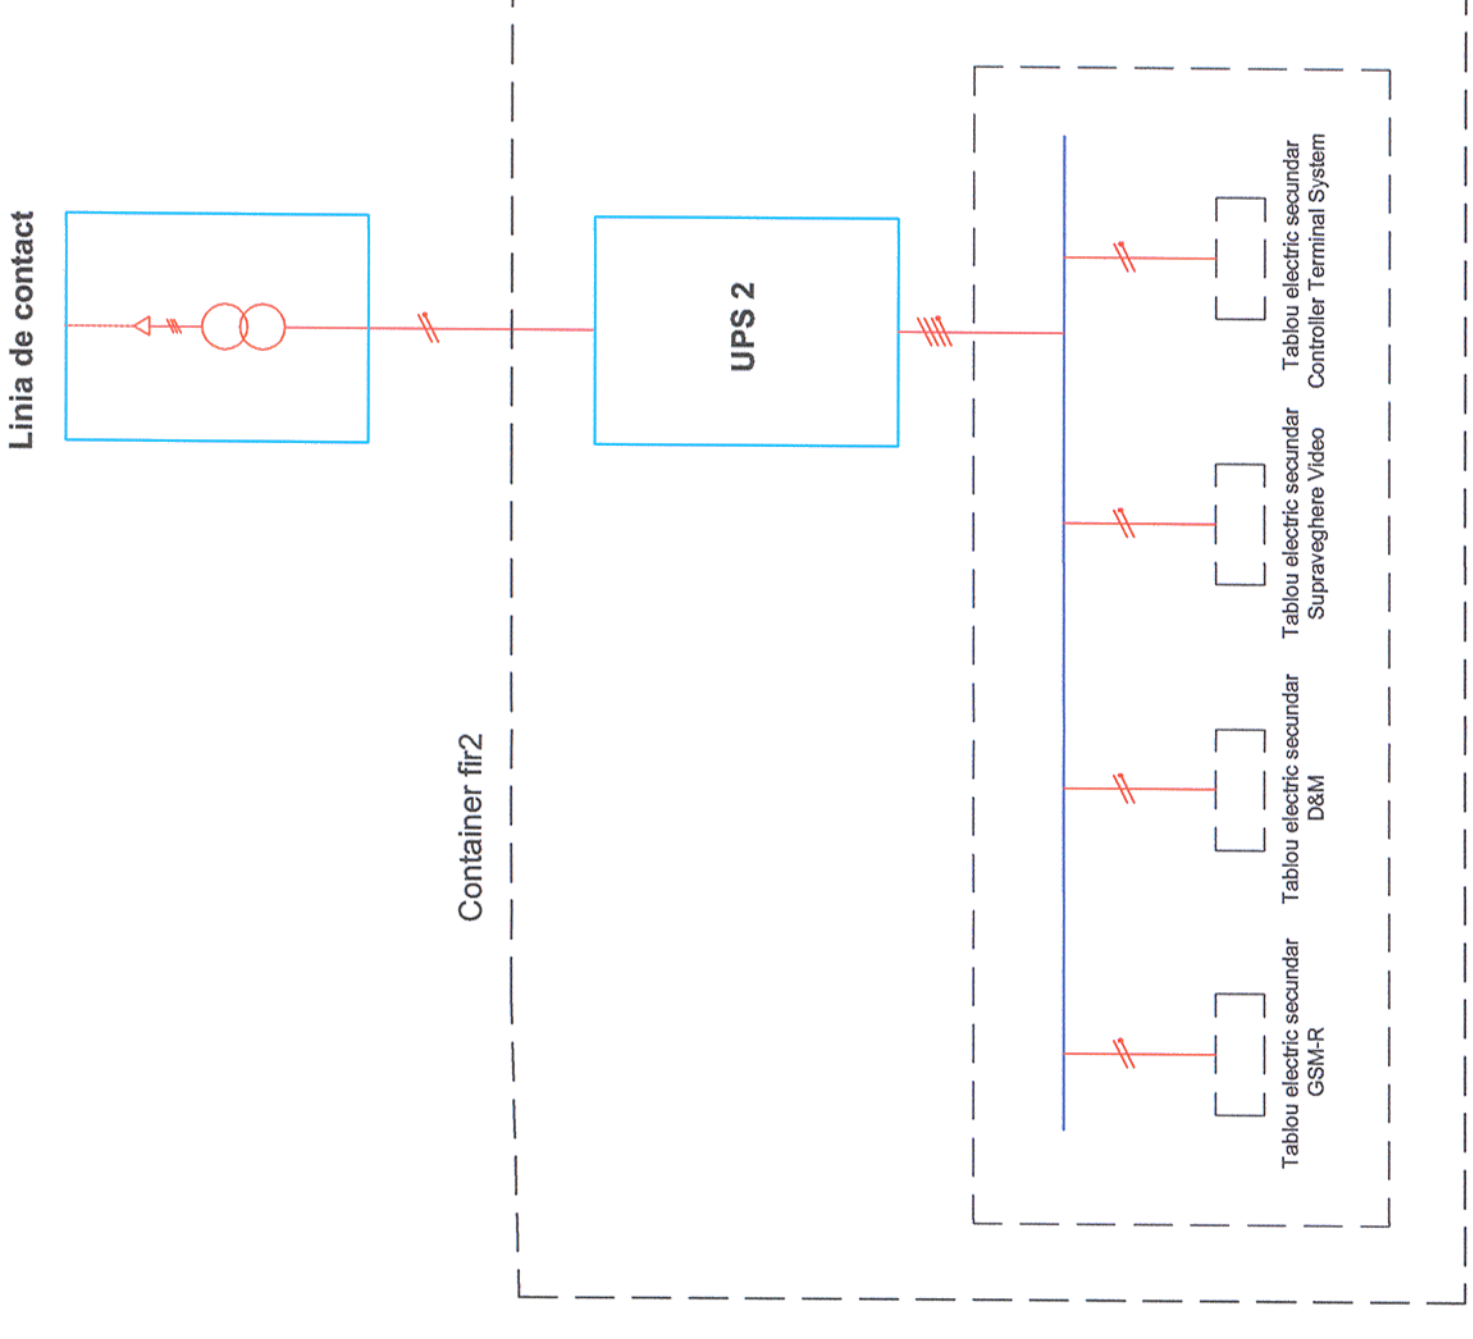 Linia de contact
Container fir2
UPS 2
Tablou electric secundar
GSM-R
Tablou electric secundar
D&M
Tablou electric secundar
Supraveghere Video
Tablou electric secundar
Controller Terminal System